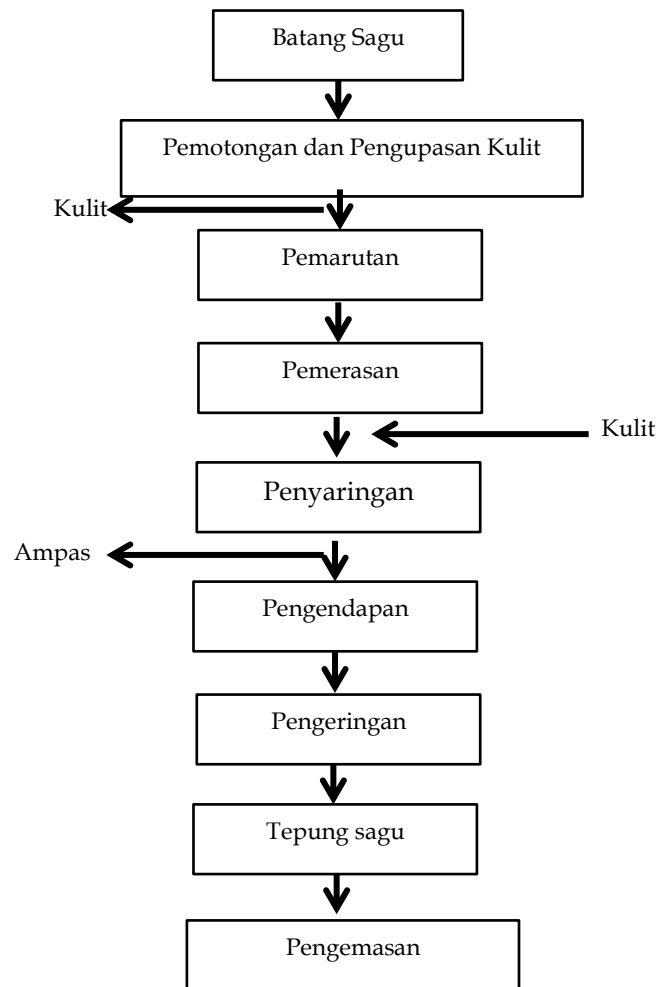 Batang Sagu
Pemotongan dan Pengupasan Kulit
Kulit
Pemarutan
Pemerasan
Kulit
Penyaringan
Ampas
Pengendapan
Pengeringan
Tepung sagu
Pengemasan